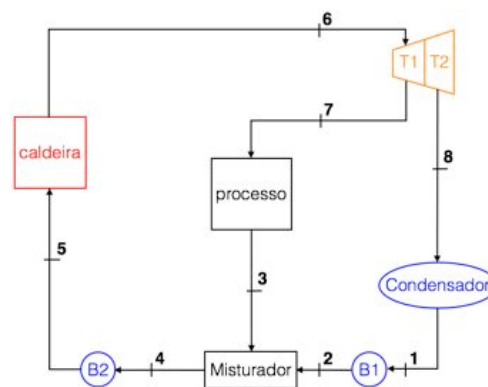 6
T1 T2
7
caldeira
8
processo
5
3
Condensador
4
2
1
B2
Misturador
B1